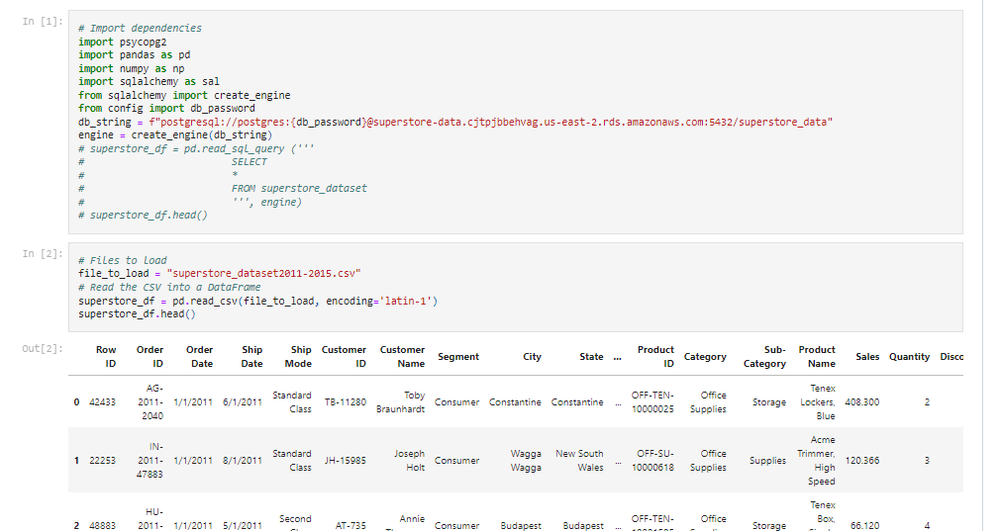 In [1]:
# Import dependencies
import psycopg2
import pandas as pd
import numpy as np
import sqlalchemy as sal
from sqlalchemy import create_engine
from config import db_password
db_string = f"postgresql://postgres:{db_password}@superstore-data.cjtpjbbehvag.us-east-2.rds.amazonaws.com:5432/superstore_data"
engine = create_engine(db_string)
# superstore_df = pd.read_sql_query ('''
# SELECT
# *
# FROM superstore_dataset
# ''', engine)
# superstore_df.head()
In [2]:
# Files to load
file_to_load = "superstore_dataset2011-2015.csv"
# Read the CSV into a DataFrame
superstore_df = pd.read_csv(file_to_load, encoding='latin-1')
superstore_df.head()
Out[2]:
Row ID Order ID Order Date Ship Date Ship Mode Customer ID Customer Name Segment City State ... Product ID Category Sub-Category Product Name Sales Quantity Disco
0 42433 AG-2011-2040 1/1/2011 6/1/2011 Standard Class TB-11280 Toby Braunhardt Consumer Constantine Constantine ... OFF-TEN-10000025 Office Supplies Storage Tenex Lockers, Blue 408.300 2
1 22253 IN-2011-47883 1/1/2011 8/1/2011 Standard Class JH-15985 Joseph Holt Consumer Wagga Wagga New South Wales ... OFF-SU-10000618 Office Supplies Supplies Acme Trimmer, High Speed 120.366 3
2 48883 HU-2011- 1/1/2011 5/1/2011 Second AT-735 Annie Consumer Budapest Budapest ... OFF-TEN- Office Storage Tenex Box, 66.120 4